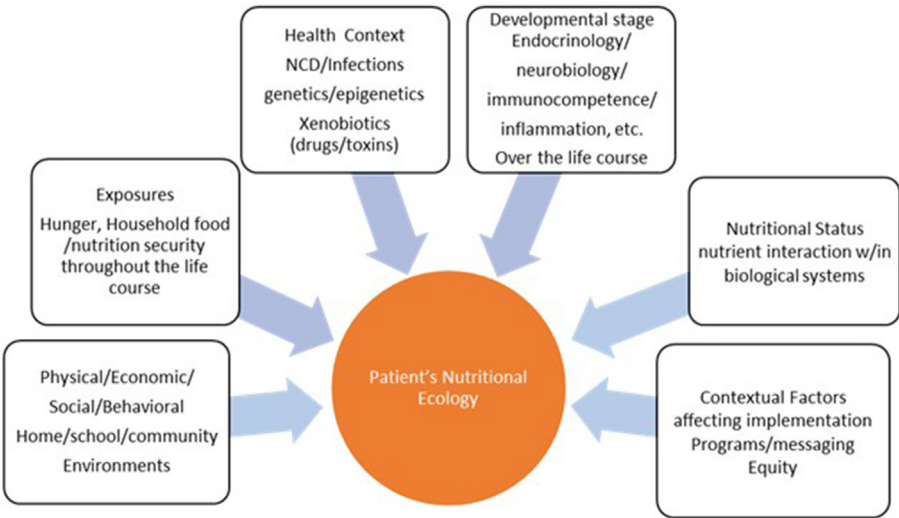 Health Context
NCD/Infections
genetics/epigenetics
Xenobiotics
(drugs/toxins)
Developmental stage
Endocrinology/
neurobiology/
immunocompetence/
inflammation, etc.
Over the life course
Exposures
Hunger, Household food
/nutrition security
throughout the life
course
Nutritional Status
nutrient interaction w/in
biological systems
Physical/Economic/
Social/Behavioral
Home/school/community
Environments
Patient's Nutritional
Ecology
Contextual Factors
affecting implementation
Programs/messaging
Equity